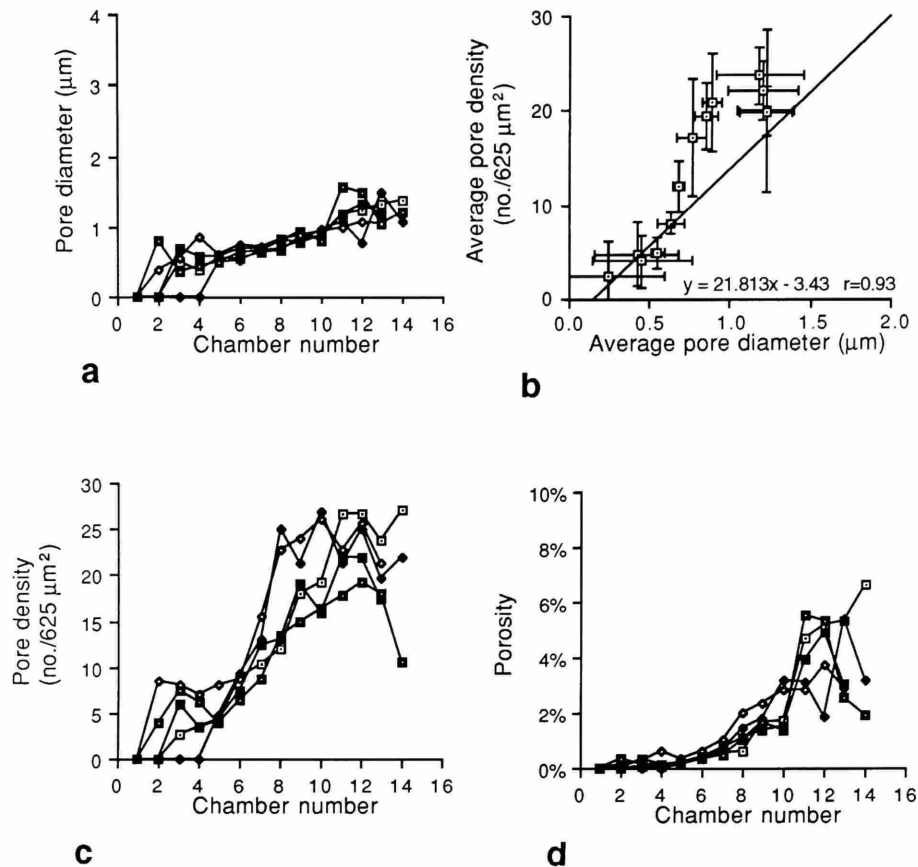 4
3
2
1
0
Pore diameter (µm)
0 2 4 6 8 10 12 14 16
Chamber number
a
30
20
10
0
Average pore density
(no./625 µm²)
y = 21.813x - 3.43 r=0.93
0.0 0.5 1.0 1.5 2.0
Average pore diameter (µm)
b
30
25
20
15
10
5
0
Pore density
(no./625 µm²)
0 2 4 6 8 10 12 14 16
Chamber number
c
10%
8%
6%
4%
2%
0%
Porosity
0 2 4 6 8 10 12 14 16
Chamber number
d